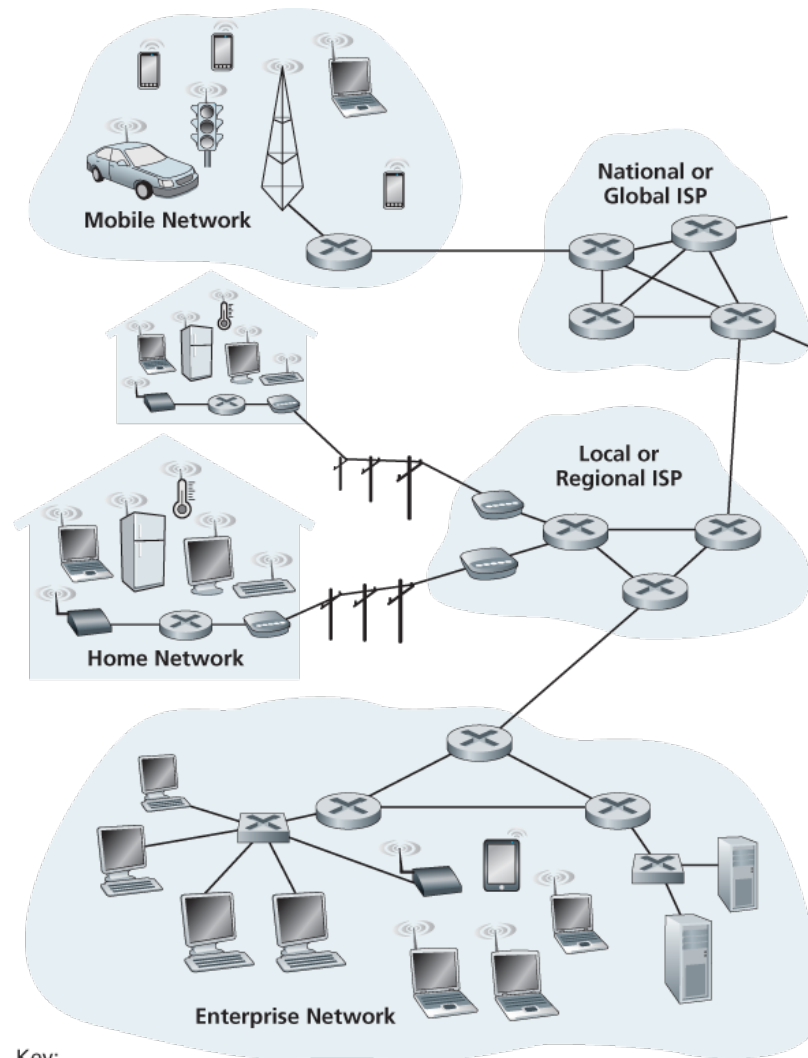 National or
Global ISP
Mobile Network
Local or
Regional ISP
Home Network
Enterprise Network
Key: